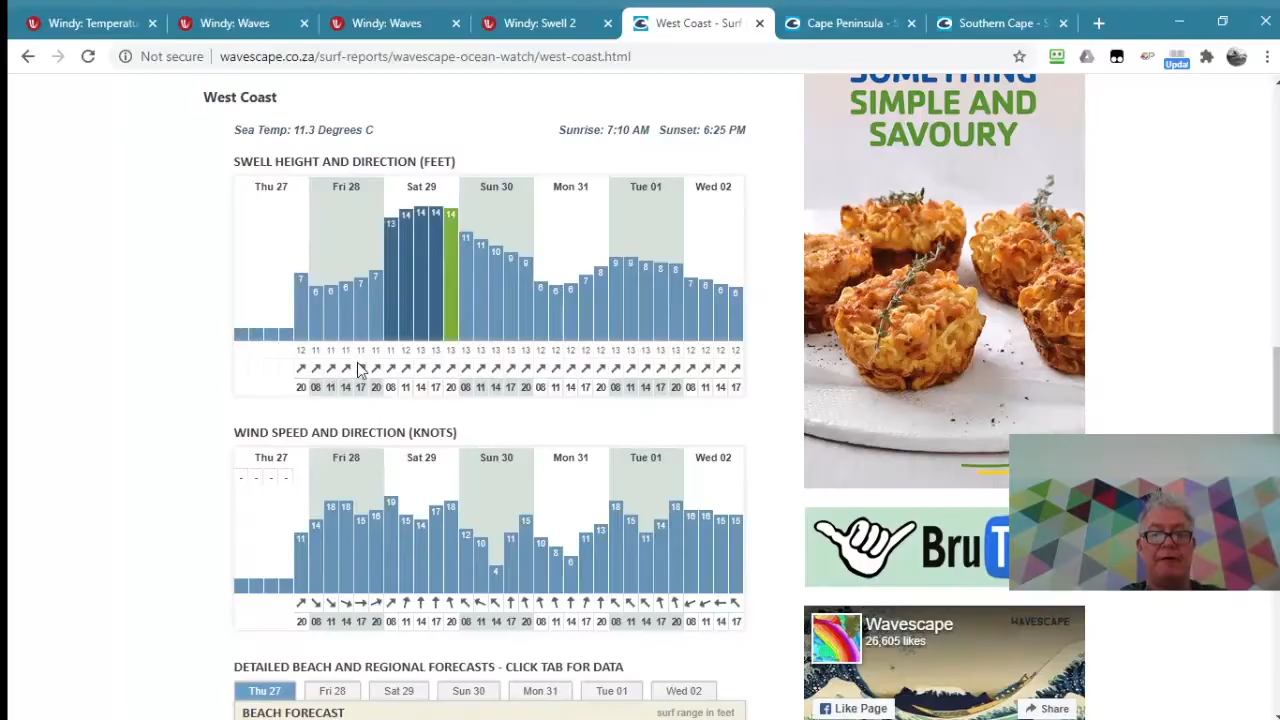 Windy: Temperatu
Windy: Waves
Windy: Waves
Windy: Swell 2
West Coast - Surf
Cape Peninsula - S
Southern Cape - S
Not secure
wavescape.co.za/surf-reports/wavescape-ocean-watch/west-coast.html
Upda
West Coast
Sea Temp: 11.3 Degrees C
Sunrise: 7:10 AM Sunset: 6:25 PM
SWELL HEIGHT AND DIRECTION (FEET)
Thu 27 Fri 28 Sat 29 Sun 30 Mon 31 Tue 01 Wed 02
7 6 6 6 7 7 13 14 14 14 14 11 11 10 9 9 6 6 6 7 8 9 9 8 8 8 7 7 6 6
12 11 11 11 11 11 11 12 13 13 13 13 13 13 13 13 12 12 12 12 12 13 13 13 13 12 12 12 12 12
20 08 11 14 17 20 08 11 14 17 20 08 11 14 17 20 08 11 14 17 20 08 11 14 17 20 08 11 14 17
WIND SPEED AND DIRECTION (KNOTS)
Thu 27 Fri 28 Sat 29 Sun 30 Mon 31 Tue 01 Wed 02
- - - -
11 14 18 18 15 16 19 15 14 17 18 12 10 4 11 15 10 8 6 11 13 18 15 11 14 18 16 16 15 15
20 08 11 14 17 20 08 11 14 17 20 08 11 14 17 20 08 11 14 17 20 08 11 14 17 20 08 11 14 17
DETAILED BEACH AND REGIONAL FORECASTS - CLICK TAB FOR DATA
Thu 27 Fri 28 Sat 29 Sun 30 Mon 31 Tue 01 Wed 02
BEACH FORECAST
surf range in feet
SOMETHING
SIMPLE AND
SAVOURY
Bru T
Wavescape
26,605 likes
WAVESCAPE
Like Page
Share